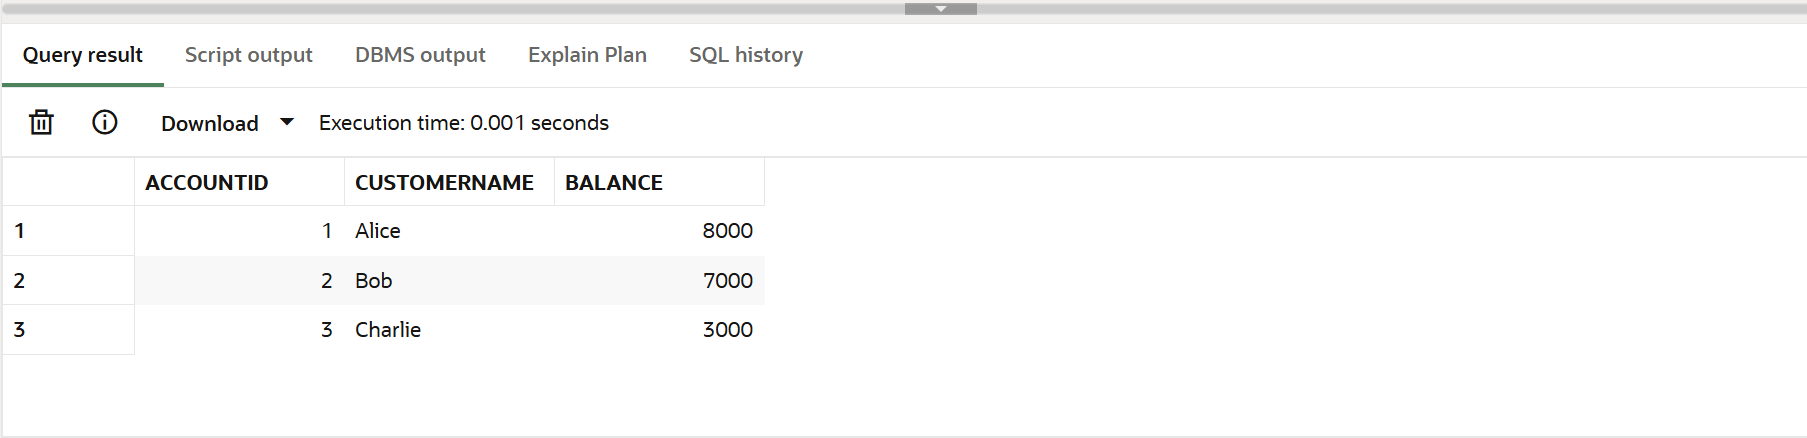 Query result Script output DBMS output Explain Plan SQL history
Download Execution time: 0.001 seconds
ACCOUNTID CUSTOMERNAME BALANCE
1 1 Alice 8000
2 2 Bob 7000
3 3 Charlie 3000